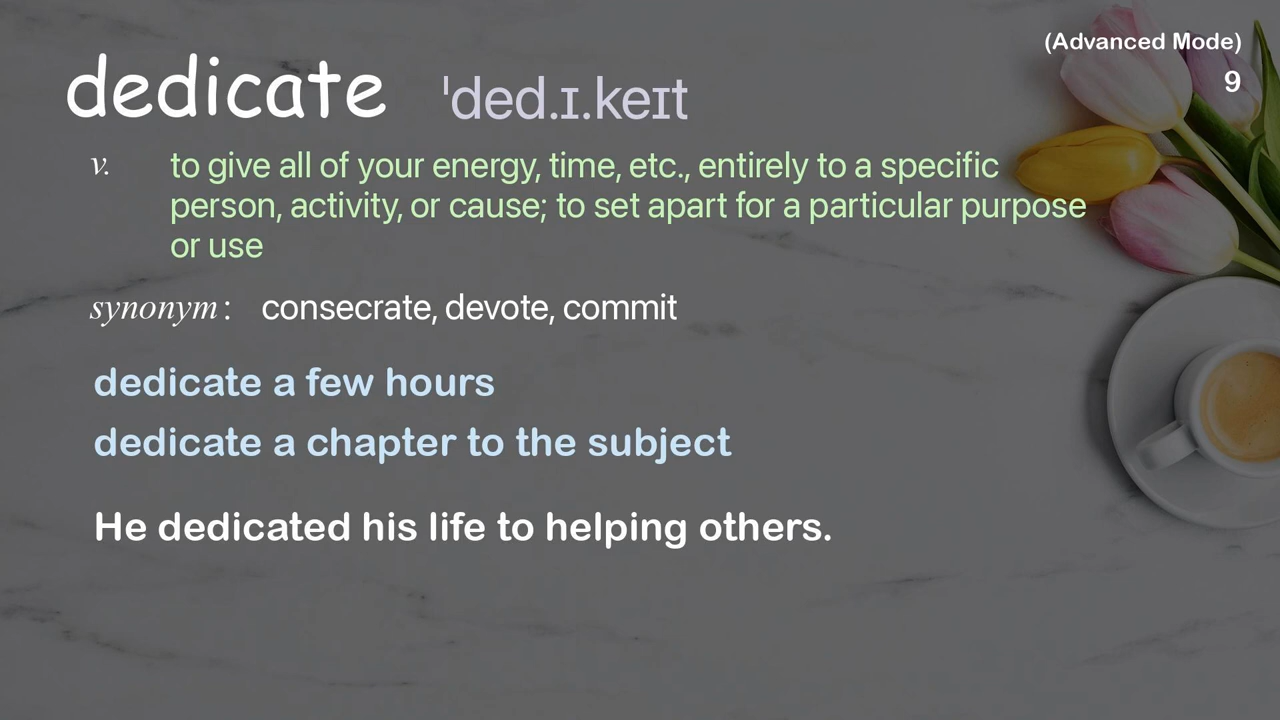 (Advanced Mode)
9
dedicate ˈded.ɪ.keɪt
v. to give all of your energy, time, etc., entirely to a specific
person, activity, or cause; to set apart for a particular purpose
or use
synonym : consecrate, devote, commit
dedicate a few hours
dedicate a chapter to the subject
He dedicated his life to helping others.